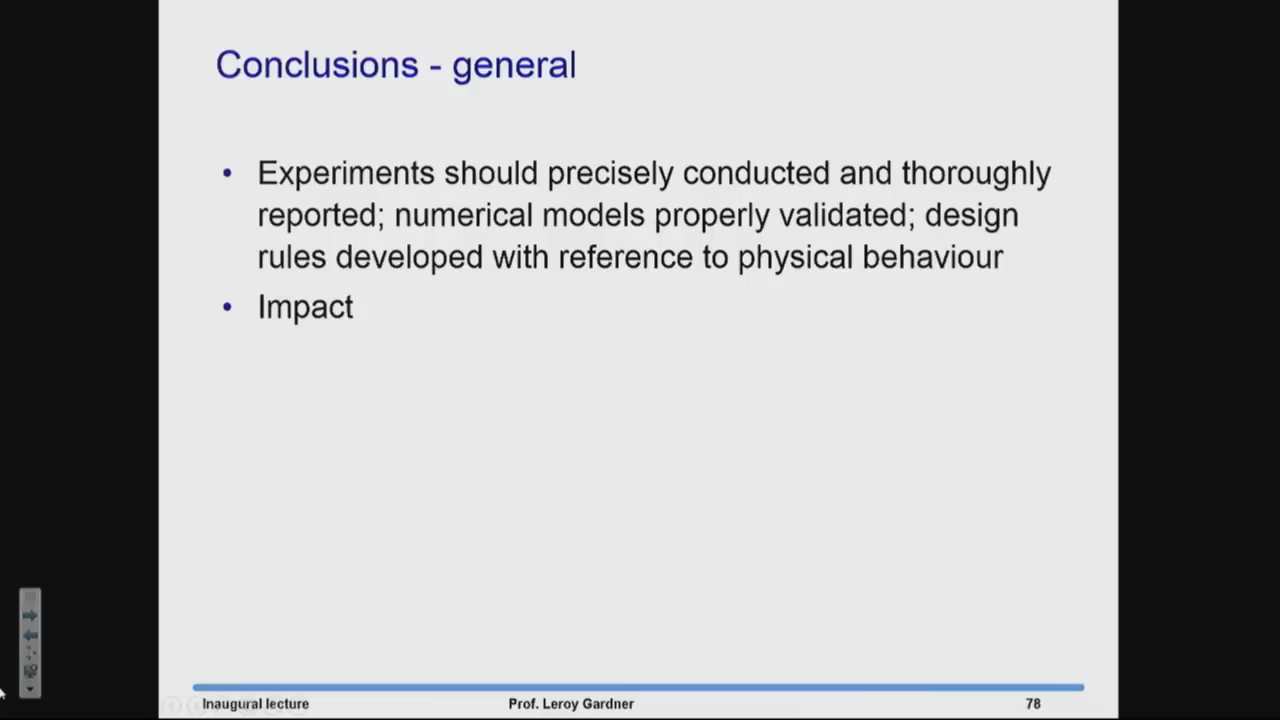 Conclusions - general
• Experiments should precisely conducted and thoroughly
reported; numerical models properly validated; design
rules developed with reference to physical behaviour
• Impact
Inaugural lecture Prof. Leroy Gardner 78